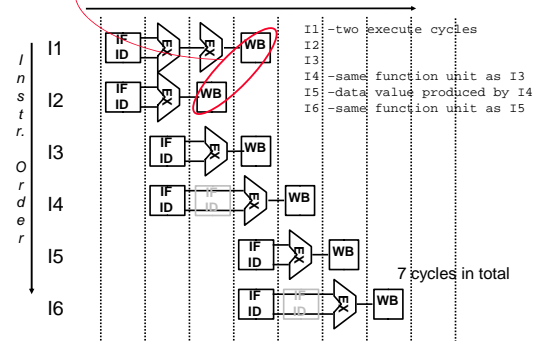 I1 -two execute cycles
I2
I3
I4 -same function unit as I3
I5 -data value produced by I4
I6 -same function unit as I5
Instr. Order
I1 IF ID EX EX WB
I2 IF ID EX WB
I3 IF ID EX WB
I4 IF ID IF ID EX WB
I5 IF ID EX WB
7 cycles in total
I6 IF ID IF ID EX WB